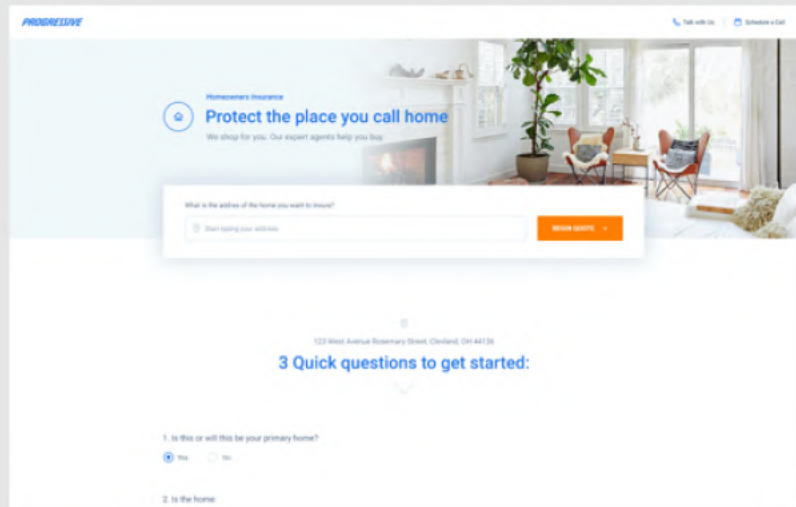 PROGRESSIVE
Talk with Us
Schedule a Call
Homeowners Insurance
Protect the place you call home
We shop for you. Our expert agents help you buy.
What is the address of the home you want to insure?
Start typing your address
BEGIN QUOTE
123 West Avenue Rosemary Street, Clevland, OH 44136
3 Quick questions to get started:
1. Is this or will this be your primary home?
Yes No
2. Is the home: